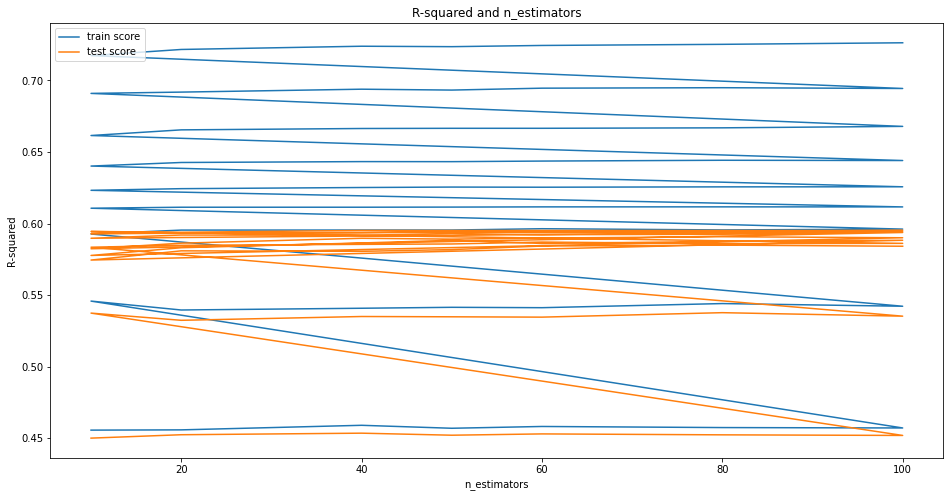 R-squared and n_estimators
train score
test score
R-squared
0.70
0.65
0.60
0.55
0.50
0.45
20
40
60
80
100
n_estimators